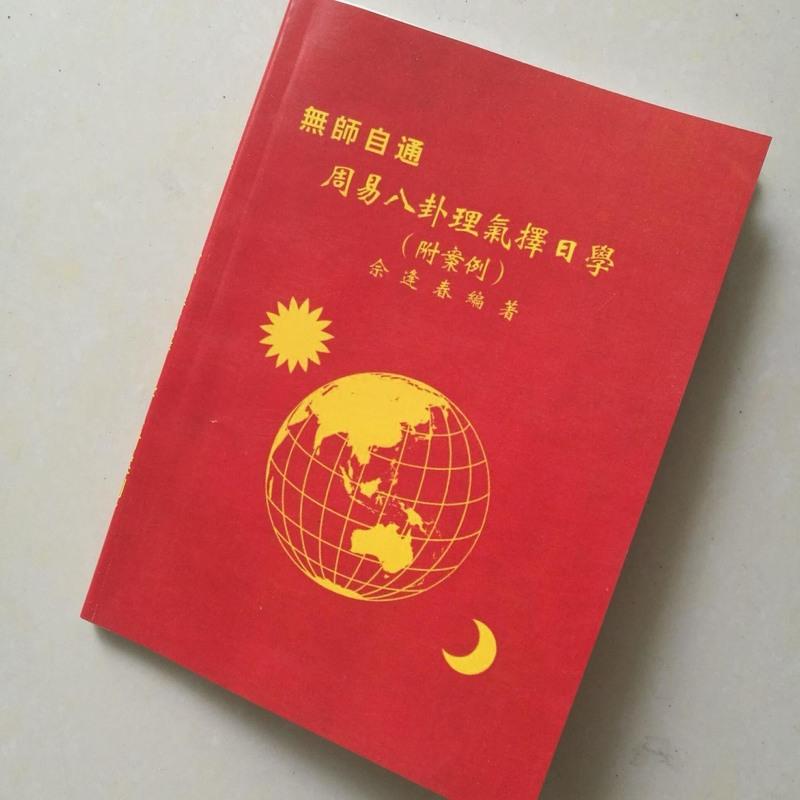 無師自通
周易八卦理氣擇日學
(附案例)
余逢春編著